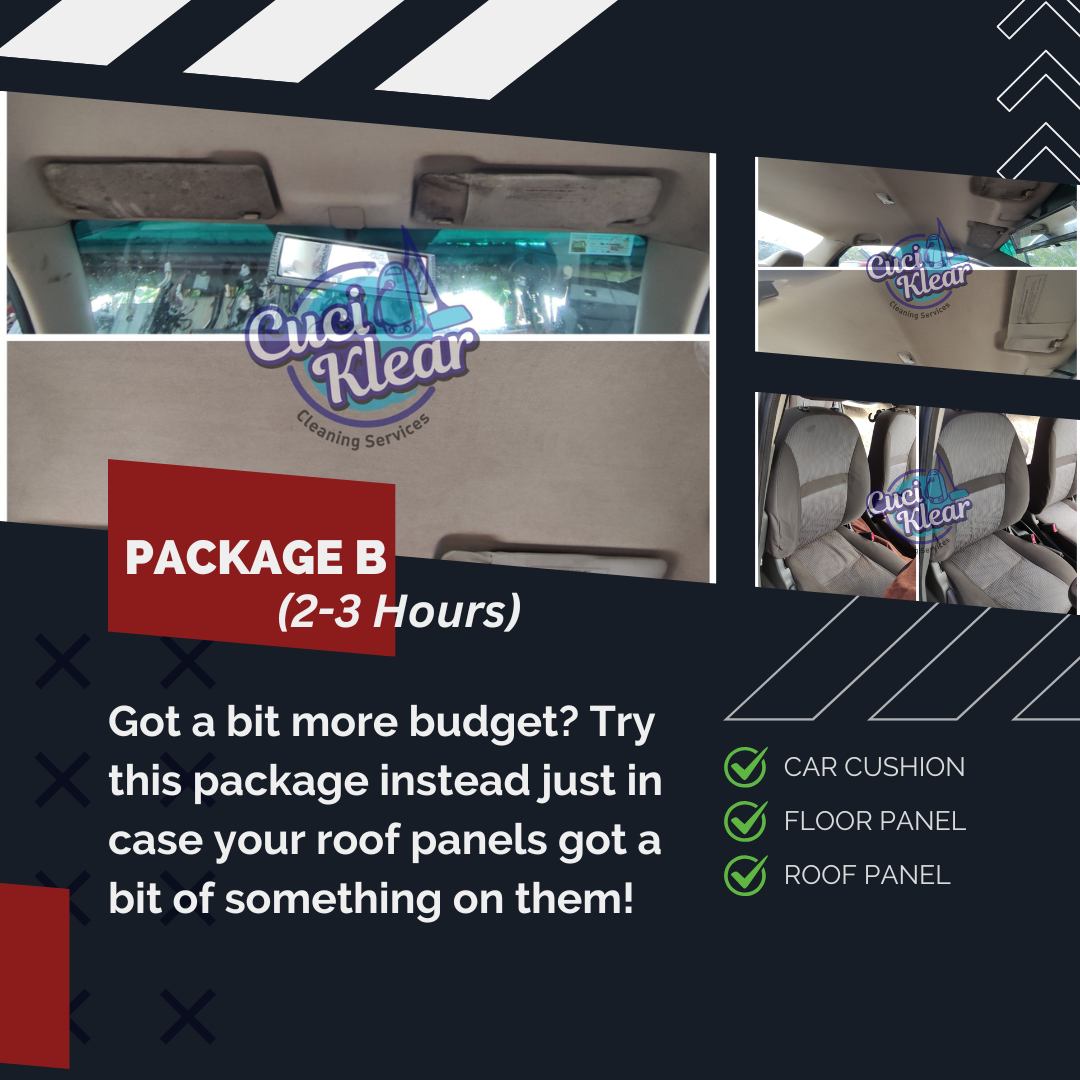 Cuci
Klear
Cleaning Services
Cuci
Klear
Cleaning Services
Cuci
Klear
PACKAGE B
(2-3 Hours)
Got a bit more budget? Try
this package instead just in
case your roof panels got a
bit of something on them!
CAR CUSHION
FLOOR PANEL
ROOF PANEL